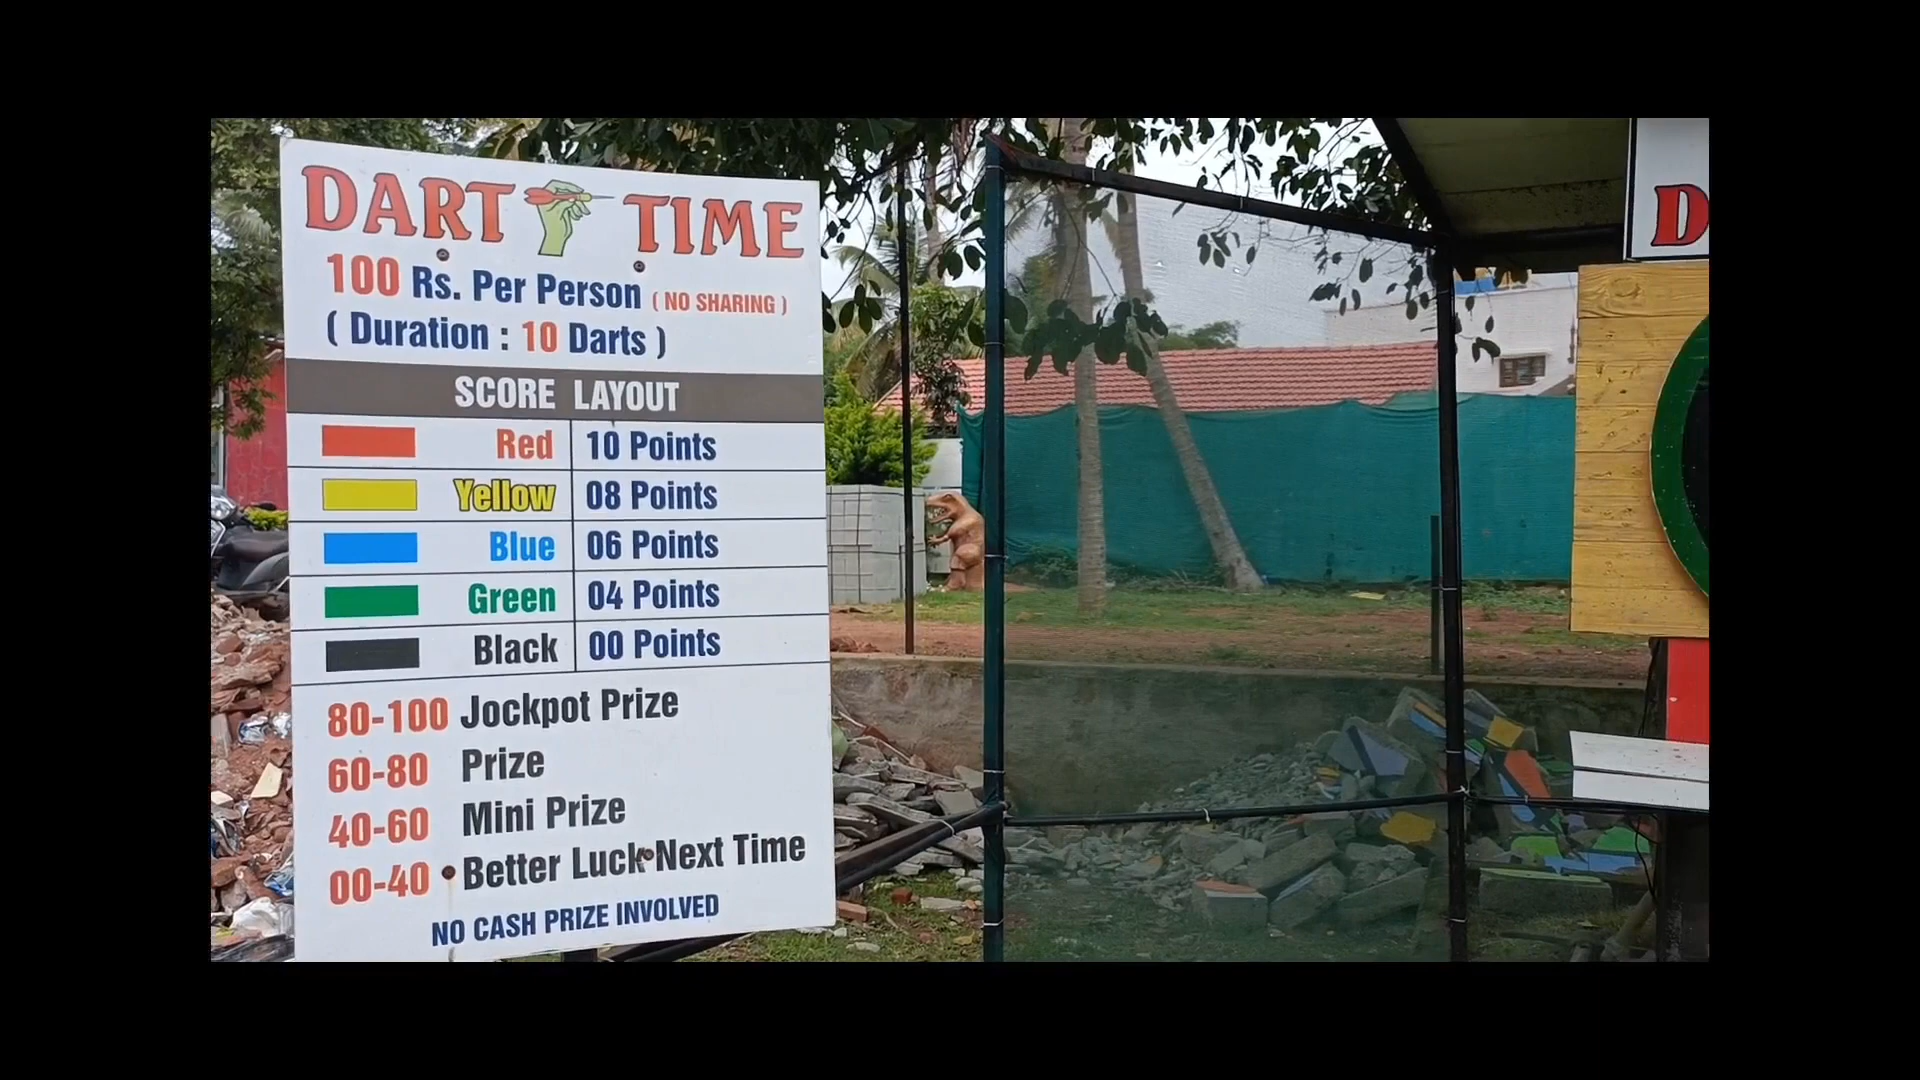 DART TIME
100 Rs. Per Person ( NO SHARING )
( Duration : 10 Darts )
SCORE LAYOUT
Red 10 Points
Yellow 08 Points
Blue 06 Points
Green 04 Points
Black 00 Points
80-100 Jockpot Prize
60-80 Prize
40-60 Mini Prize
00-40 Better Luck Next Time
NO CASH PRIZE INVOLVED
D